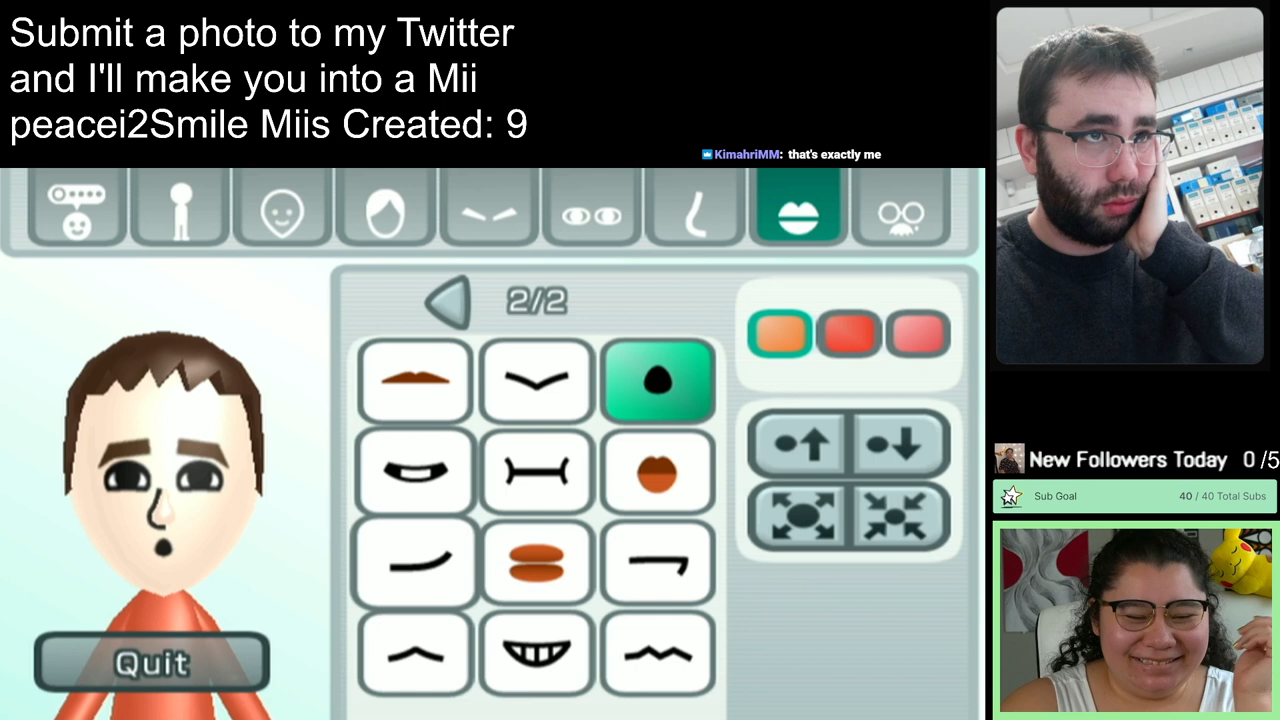 Submit a photo to my Twitter
and I'll make you into a Mii
peacei2Smile Miis Created: 9
KimahriMM: that's exactly me
2/2
Quit
New Followers Today 0 /5
Sub Goal 40 / 40 Total Subs